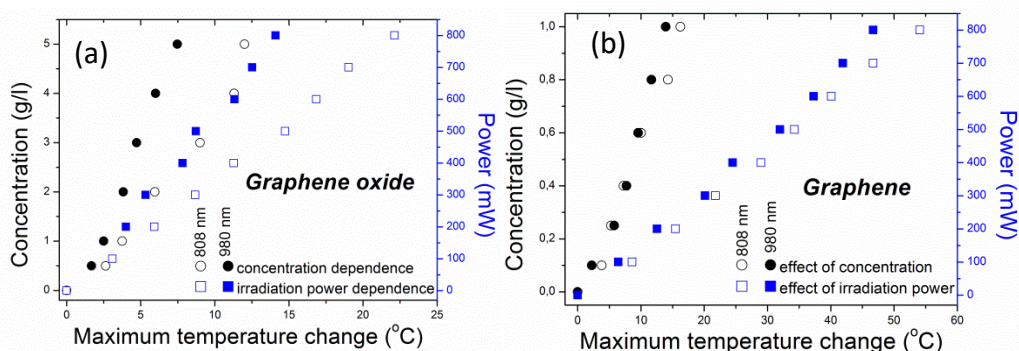 (a)
Concentration (g/l)
5
4
3
2
1
0
Graphene oxide
808 nm
980 nm
concentration dependence
irradiation power dependence
800
700
600
500
400
300
200
100
0
Power (mW)
0 5 10 15 20 25
Maximum temperature change (°C)
(b)
Concentration (g/l)
1,0
0,8
0,6
0,4
0,2
0,0
Graphene
808 nm
980 nm
effect of concentration
effect of irradiation power
800
700
600
500
400
300
200
100
0
Power (mW)
0 10 20 30 40 50 60
Maximum temperature change (°C)